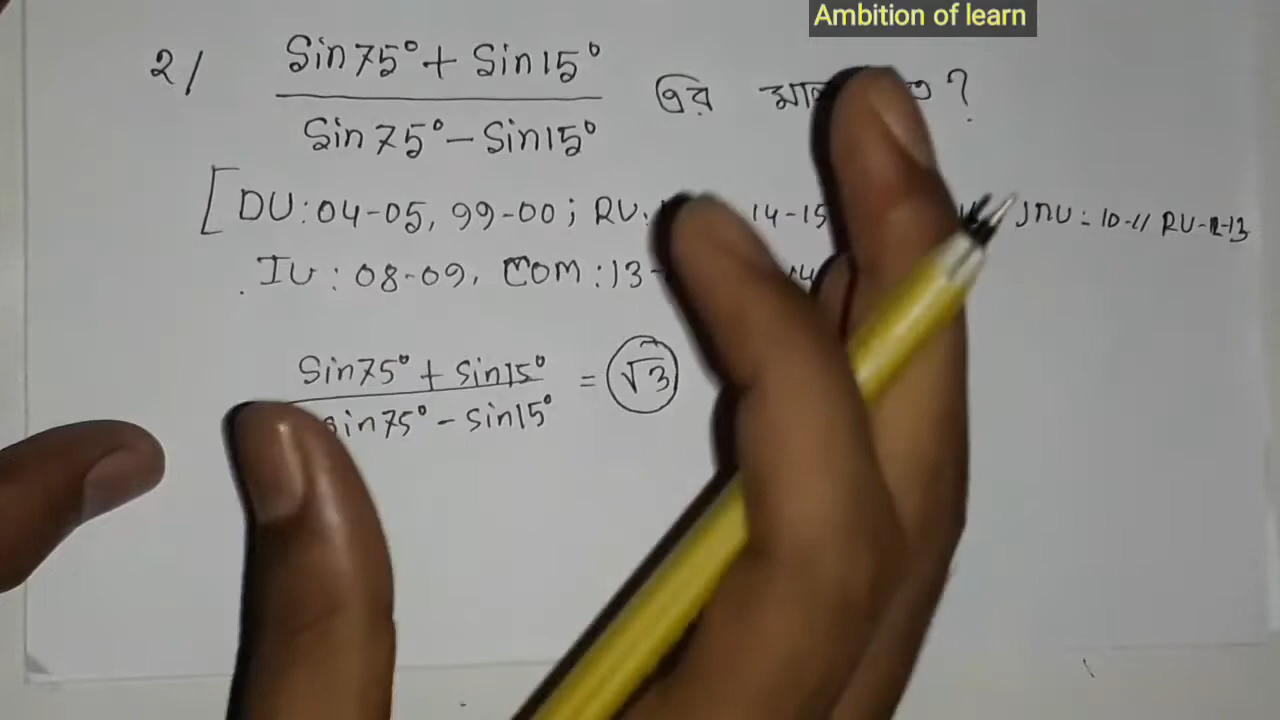 Ambition of learn
2/ Sin75° + Sin15°
Sin75° − Sin15° এর ?
[DU:04-05, 99-00; RU: 14-15 JNU:10-11 RU-12-13
IU:08-09, COM:13-
Sin75° + Sin15° = √3
sin75° − Sin15°